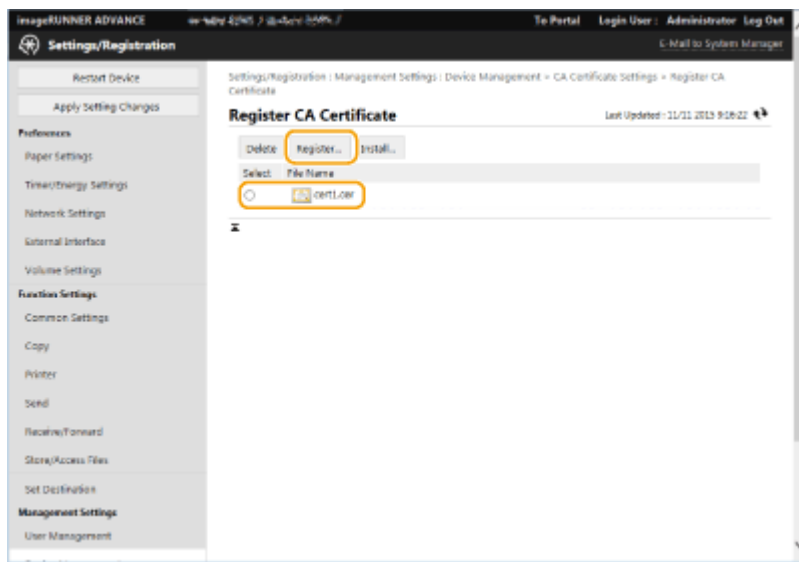 imageRUNNER ADVANCE
To Portal Login User : Administrator Log Out
Settings/Registration
E-Mail to System Manager
Restart Device
Apply Setting Changes
Preferences
Paper Settings
Timer/Energy Settings
Network Settings
External Interface
Volume Settings
Function Settings
Common Settings
Copy
Printer
Send
Receive/Forward
Store/Access Files
Set Destination
Management Settings
User Management
Settings/Registration : Management Settings : Device Management > CA Certificate Settings > Register CA
Certificate
Register CA Certificate
Last Updated : 11/11 2015 9:16:22
Delete Register... Install...
Select File Name
cert1.cer